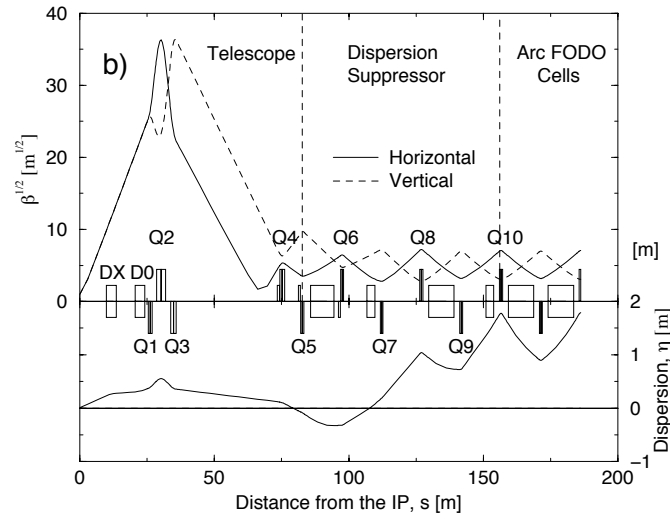 40
30
20
10
0
β^1/2 [m^1/2]
b)
Telescope
Dispersion
Suppressor
Arc FODO
Cells
Horizontal
Vertical
Q2
Q4
Q6
Q8
Q10
[m]
DX
D0
Q1
Q3
Q5
Q7
Q9
2
1
0
−1
Dispersion, η [m]
0
50
100
150
200
Distance from the IP, s [m]